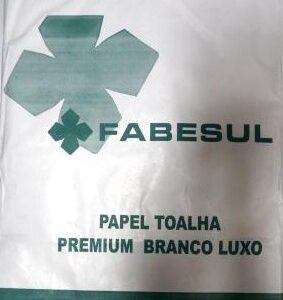 FABESUL
PAPEL TOALHA
PREMIUM BRANCO LUXO